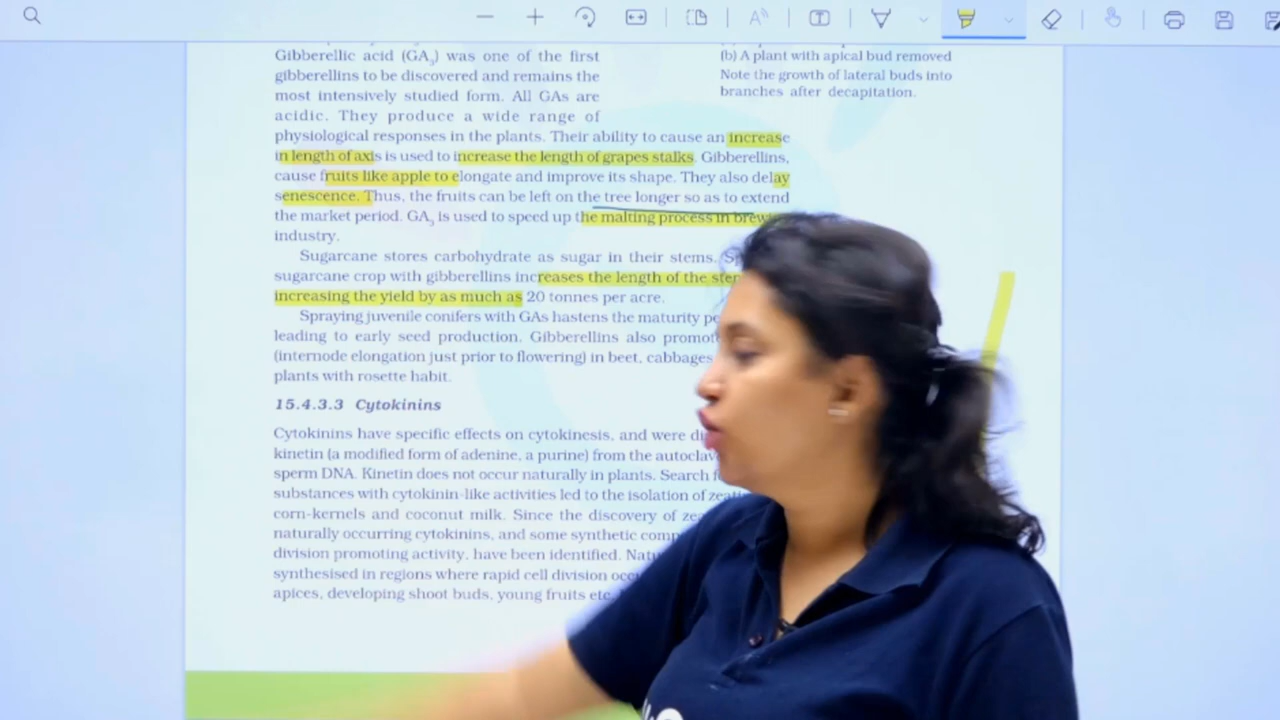 Gibberellic acid (GA3) was one of the first
gibberellins to be discovered and remains the
most intensively studied form. All GAs are
acidic. They produce a wide range of
physiological responses in the plants. Their ability to cause an increase
in length of axis is used to increase the length of grapes stalks. Gibberellins,
cause fruits like apple to elongate and improve its shape. They also delay
senescence. Thus, the fruits can be left on the tree longer so as to extend
the market period. GA3 is used to speed up the malting process in
industry.
Sugarcane stores carbohydrate as sugar in their stems.
sugarcane crop with gibberellins increases the length of the
increasing the yield by as much as 20 tonnes per acre.
Spraying juvenile conifers with GAs hastens the maturity
leading to early seed production. Gibberellins also
(internode elongation just prior to flowering) in beet, cabbages
plants with rosette habit.
15.4.3.3 Cytokinins
Cytokinins have specific effects on cytokinesis, and were
kinetin (a modified form of adenine, a purine) from the
sperm DNA. Kinetin does not occur naturally in plants. Search
substances with cytokinin-like activities led to the isolation of
corn-kernels and coconut milk. Since the discovery of
naturally occurring cytokinins, and some synthetic
division promoting activity, have been identified.
synthesised in regions where rapid cell division
apices, developing shoot buds, young fruits etc.
(b) A plant with apical bud removed
Note the growth of lateral buds into
branches after decapitation.